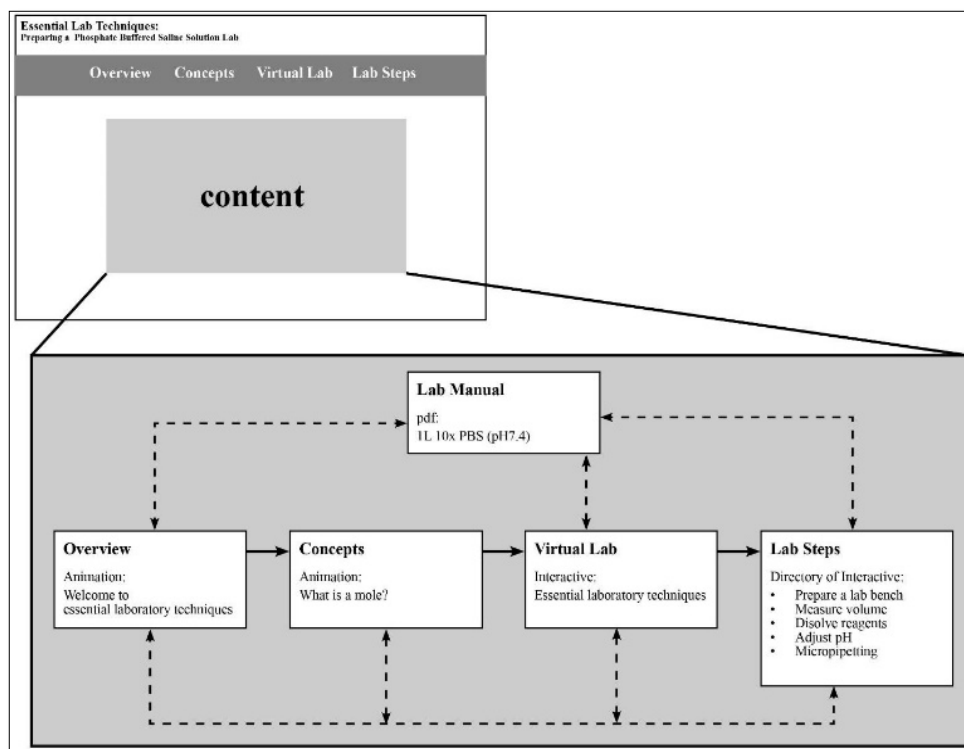 Essential Lab Techniques:
Preparing a Phosphate Buffered Saline Solution Lab
Overview Concepts Virtual Lab Lab Steps
content
Lab Manual
pdf:
1L 10x PBS (pH7.4)
Overview
Animation:
Welcome to
essential laboratory techniques
Concepts
Animation:
What is a mole?
Virtual Lab
Interactive:
Essential laboratory techniques
Lab Steps
Directory of Interactive:
• Prepare a lab bench
• Measure volume
• Disolve reagents
• Adjust pH
• Micropipetting